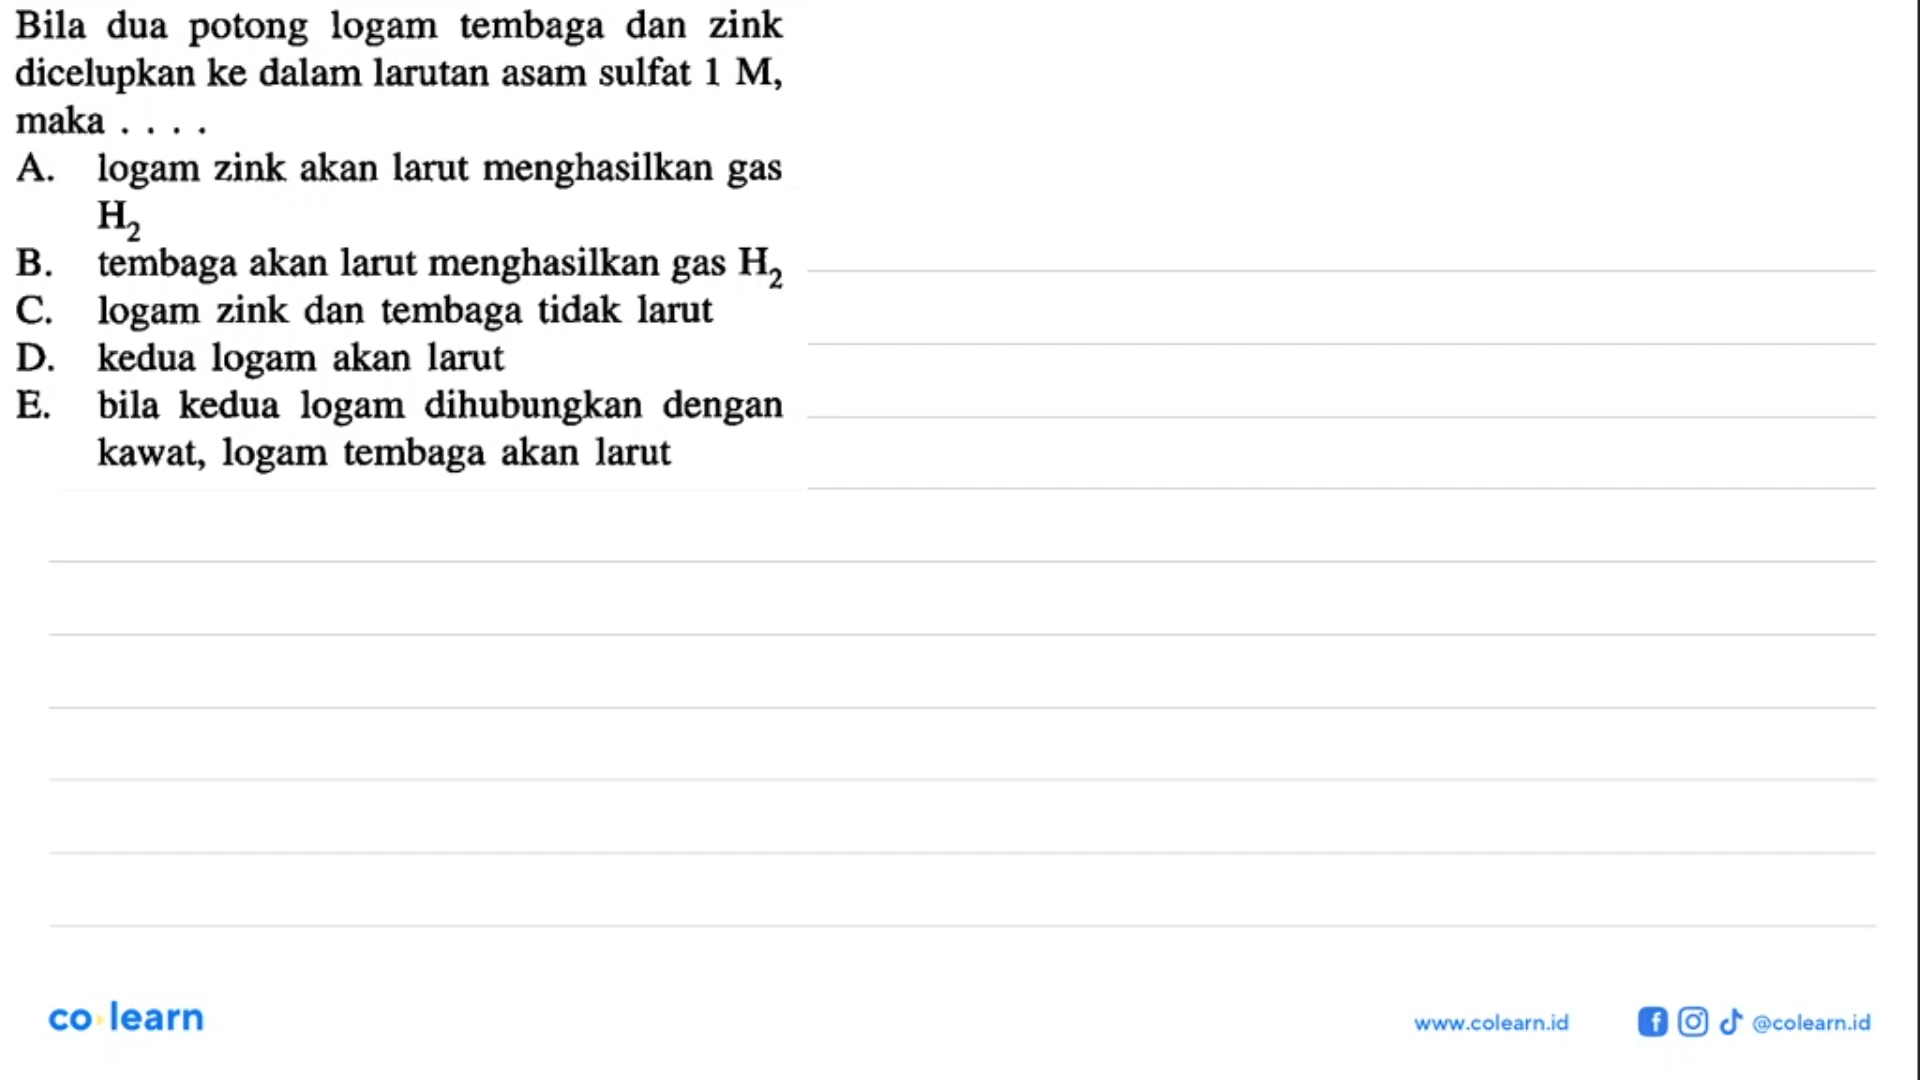 Bila dua potong logam tembaga dan zink
dicelupkan ke dalam larutan asam sulfat 1 M,
maka . . . .
A. logam zink akan larut menghasilkan gas
H₂
B. tembaga akan larut menghasilkan gas H₂
C. logam zink dan tembaga tidak larut
D. kedua logam akan larut
E. bila kedua logam dihubungkan dengan
kawat, logam tembaga akan larut
co learn
www.colearn.id @colearn.id